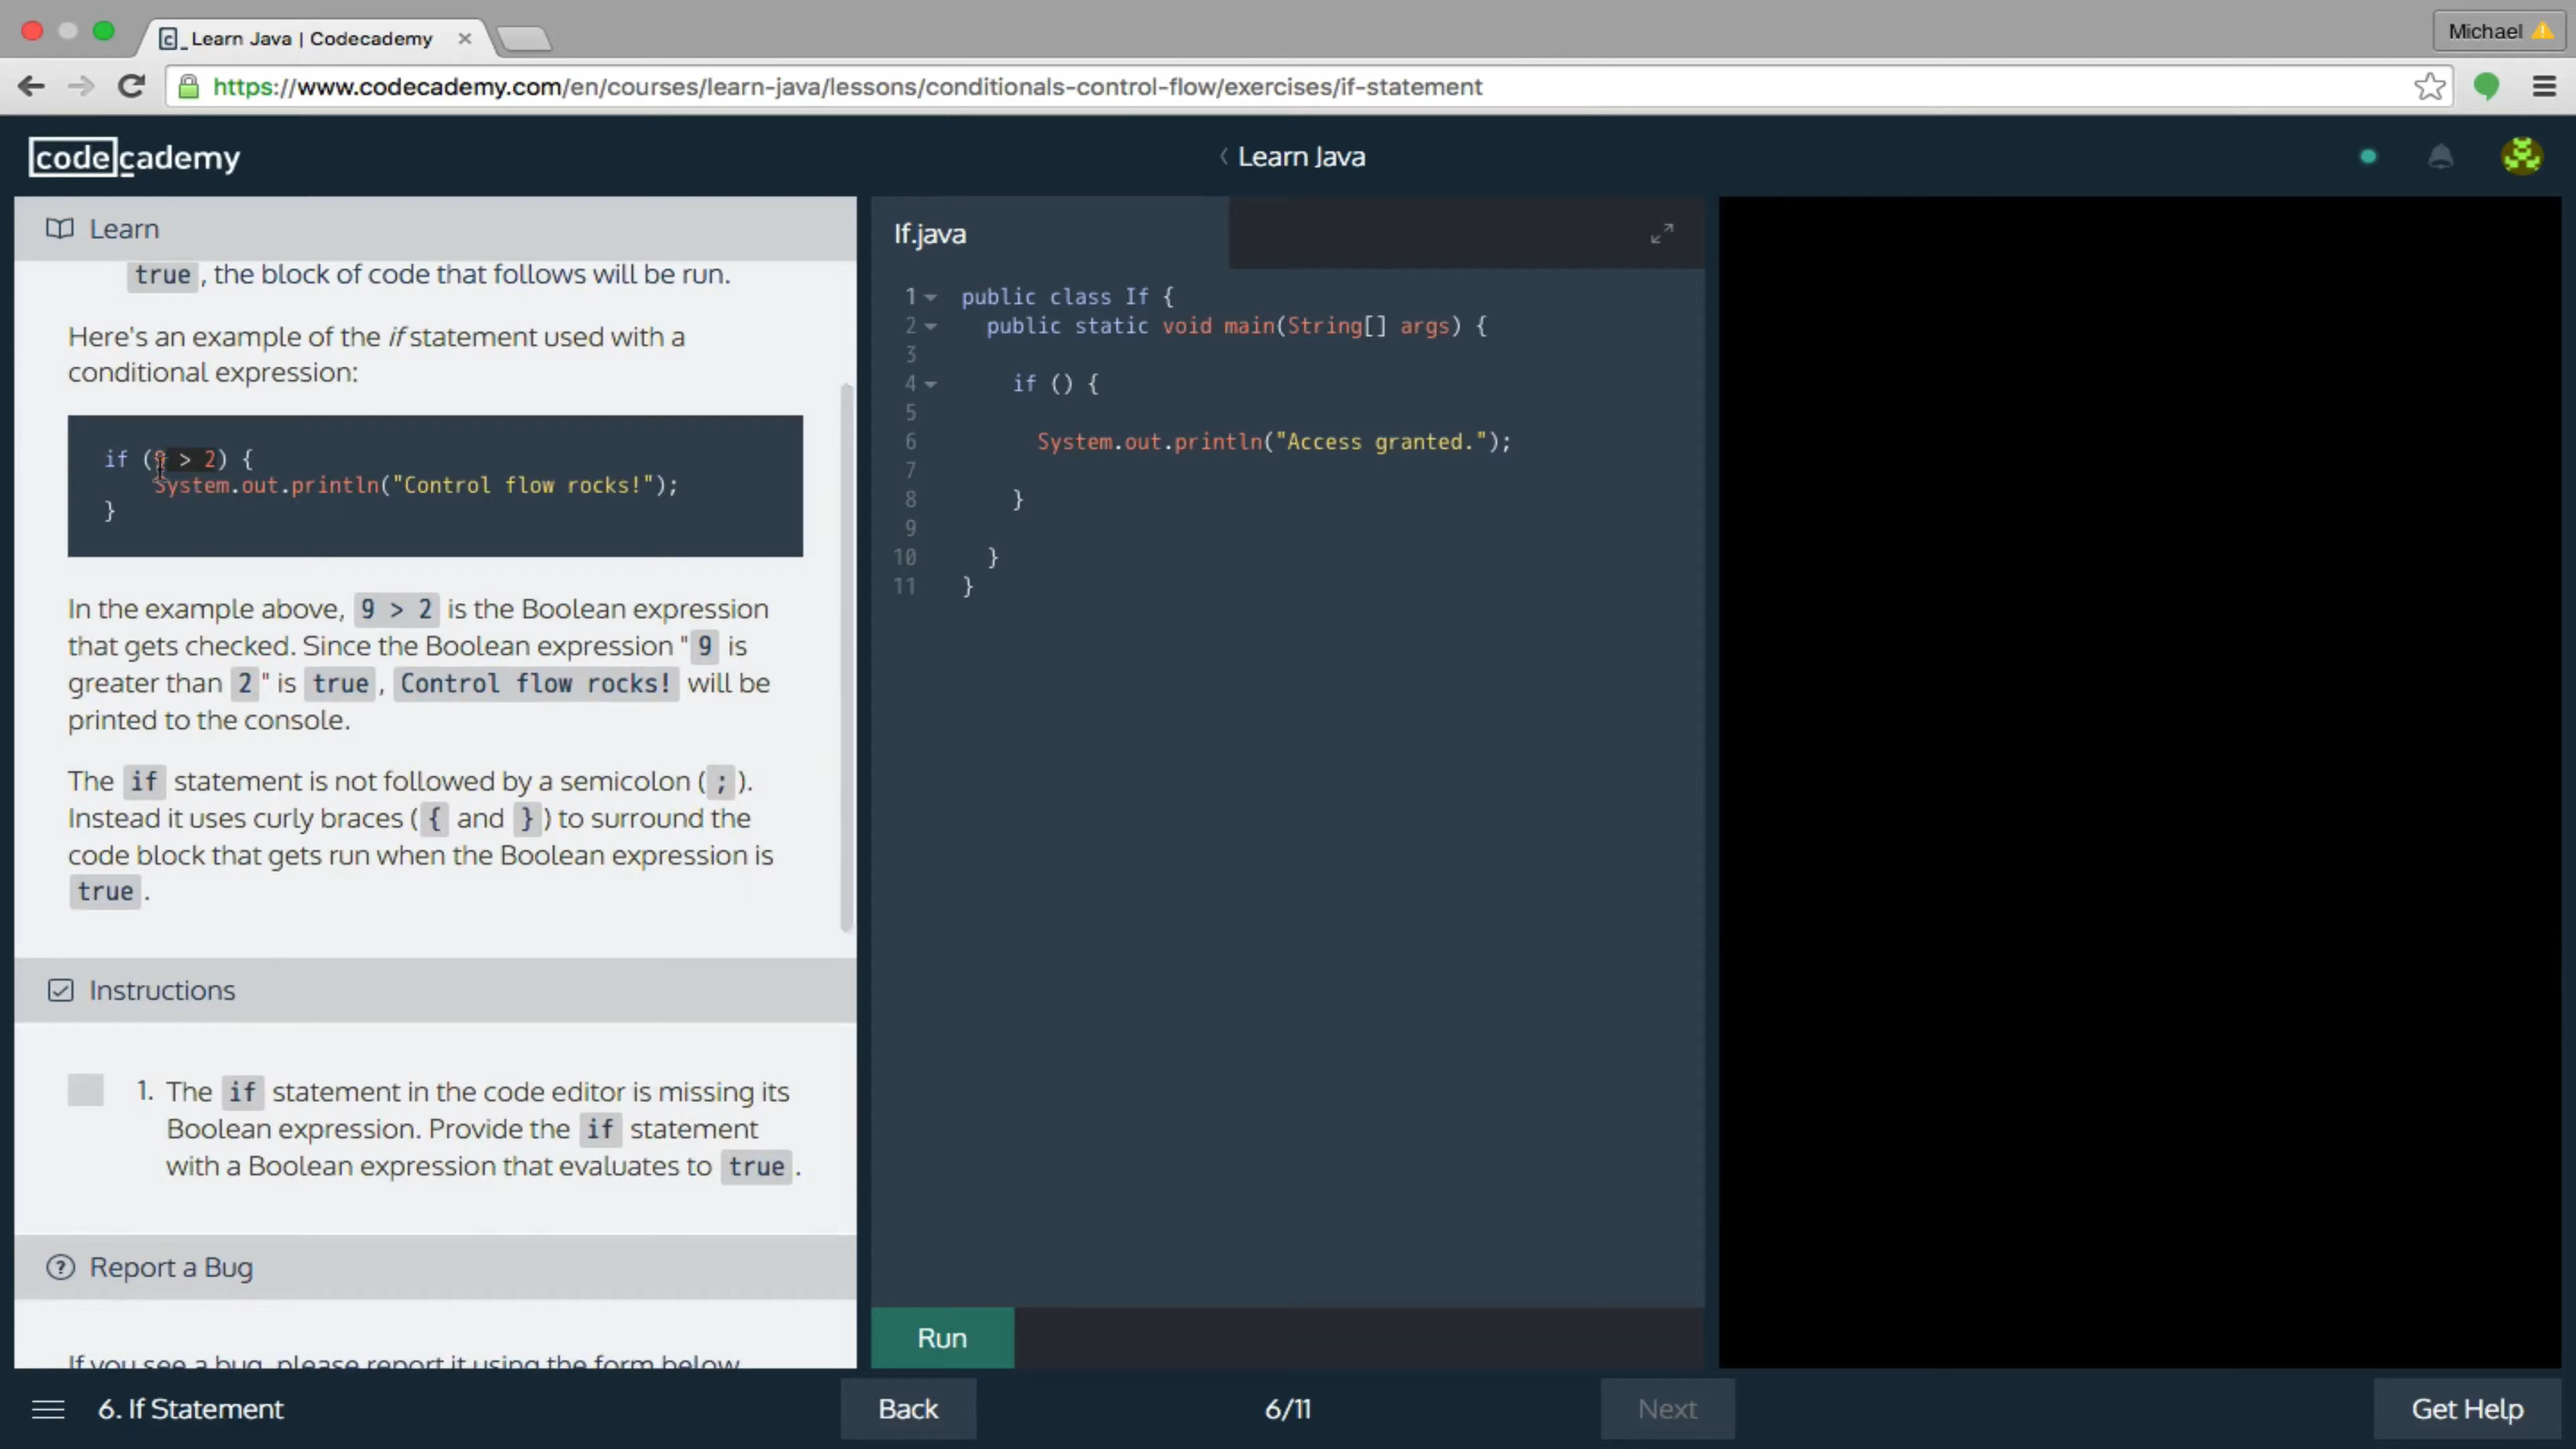 Learn Java | Codecademy
Michael
https://www.codecademy.com/en/courses/learn-java/lessons/conditionals-control-flow/exercises/if-statement
codecademy
Learn Java
Learn
true, the block of code that follows will be run.
Here's an example of the if statement used with a
conditional expression:
if (9 > 2) {
System.out.println("Control flow rocks!");
}
In the example above, 9 > 2 is the Boolean expression
that gets checked. Since the Boolean expression "9 is
greater than 2" is true, Control flow rocks! will be
printed to the console.
The if statement is not followed by a semicolon (;).
Instead it uses curly braces ({ and }) to surround the
code block that gets run when the Boolean expression is
true.
Instructions
1. The if statement in the code editor is missing its
Boolean expression. Provide the if statement
with a Boolean expression that evaluates to true.
Report a Bug
If you see a bug, please report it using the form below
If.java
1 public class If {
2 public static void main(String[] args) {
3
4 if () {
5
6 System.out.println("Access granted.");
7
8 }
9
10 }
11 }
Run
6. If Statement
Back
6/11
Next
Get Help